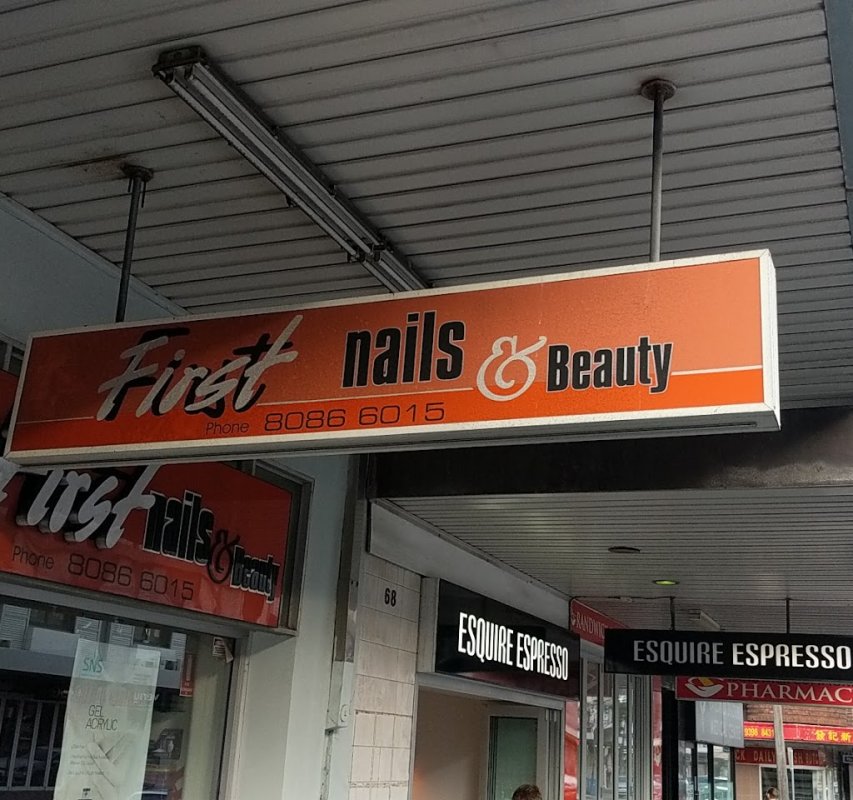 First nails & Beauty
Phone 8086 6015
First nails & Beauty
Phone 8086 6015
SNS
GEL
ACRYLIC
68
ESQUIRE ESPRESSO
RANDWI
ESQUIRE ESPRESSO
PHARMAC